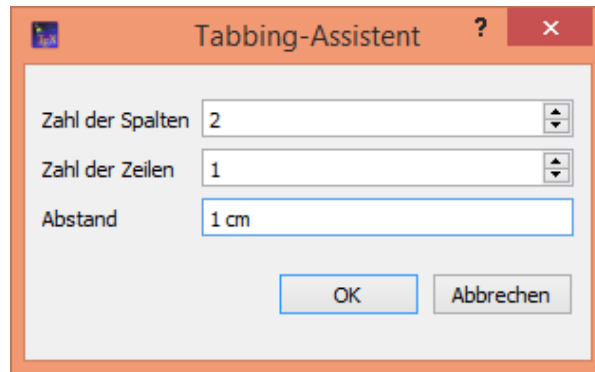 Tabbing-Assistent ? ×
Zahl der Spalten 2
Zahl der Zeilen 1
Abstand 1 cm
OK Abbrechen